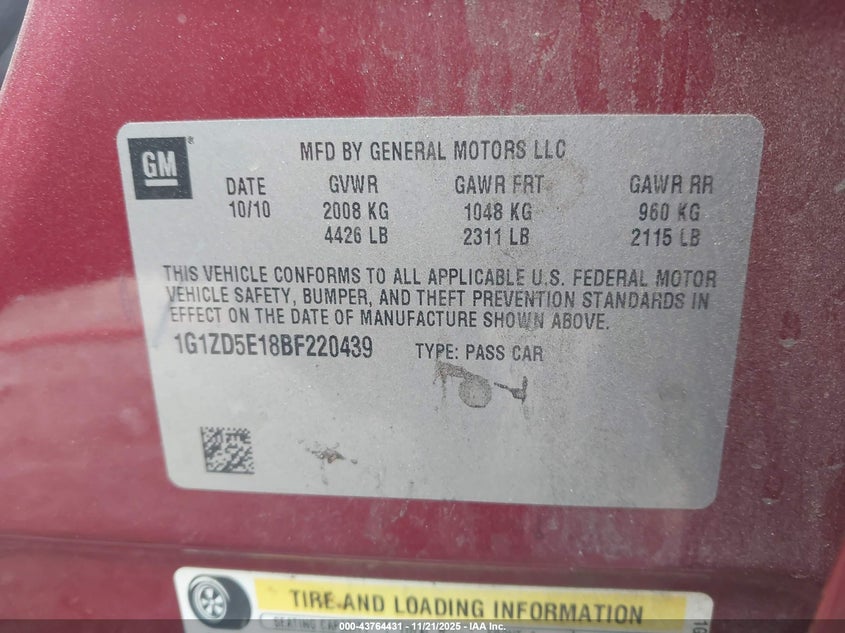 GM ® MFD BY GENERAL MOTORS LLC
DATE GVWR GAWR FRT GAWR RR
10/10 2008 KG 1048 KG 960 KG
4426 LB 2311 LB 2115 LB
THIS VEHICLE CONFORMS TO ALL APPLICABLE U.S. FEDERAL MOTOR
VEHICLE SAFETY, BUMPER, AND THEFT PREVENTION STANDARDS IN
EFFECT ON THE DATE OF MANUFACTURE SHOWN ABOVE.
1G1ZD5E18BF220439 TYPE: PASS CAR
TIRE AND LOADING INFORMATION
SEATING
000-43764431 - 11/21/2025 - IAA Inc.